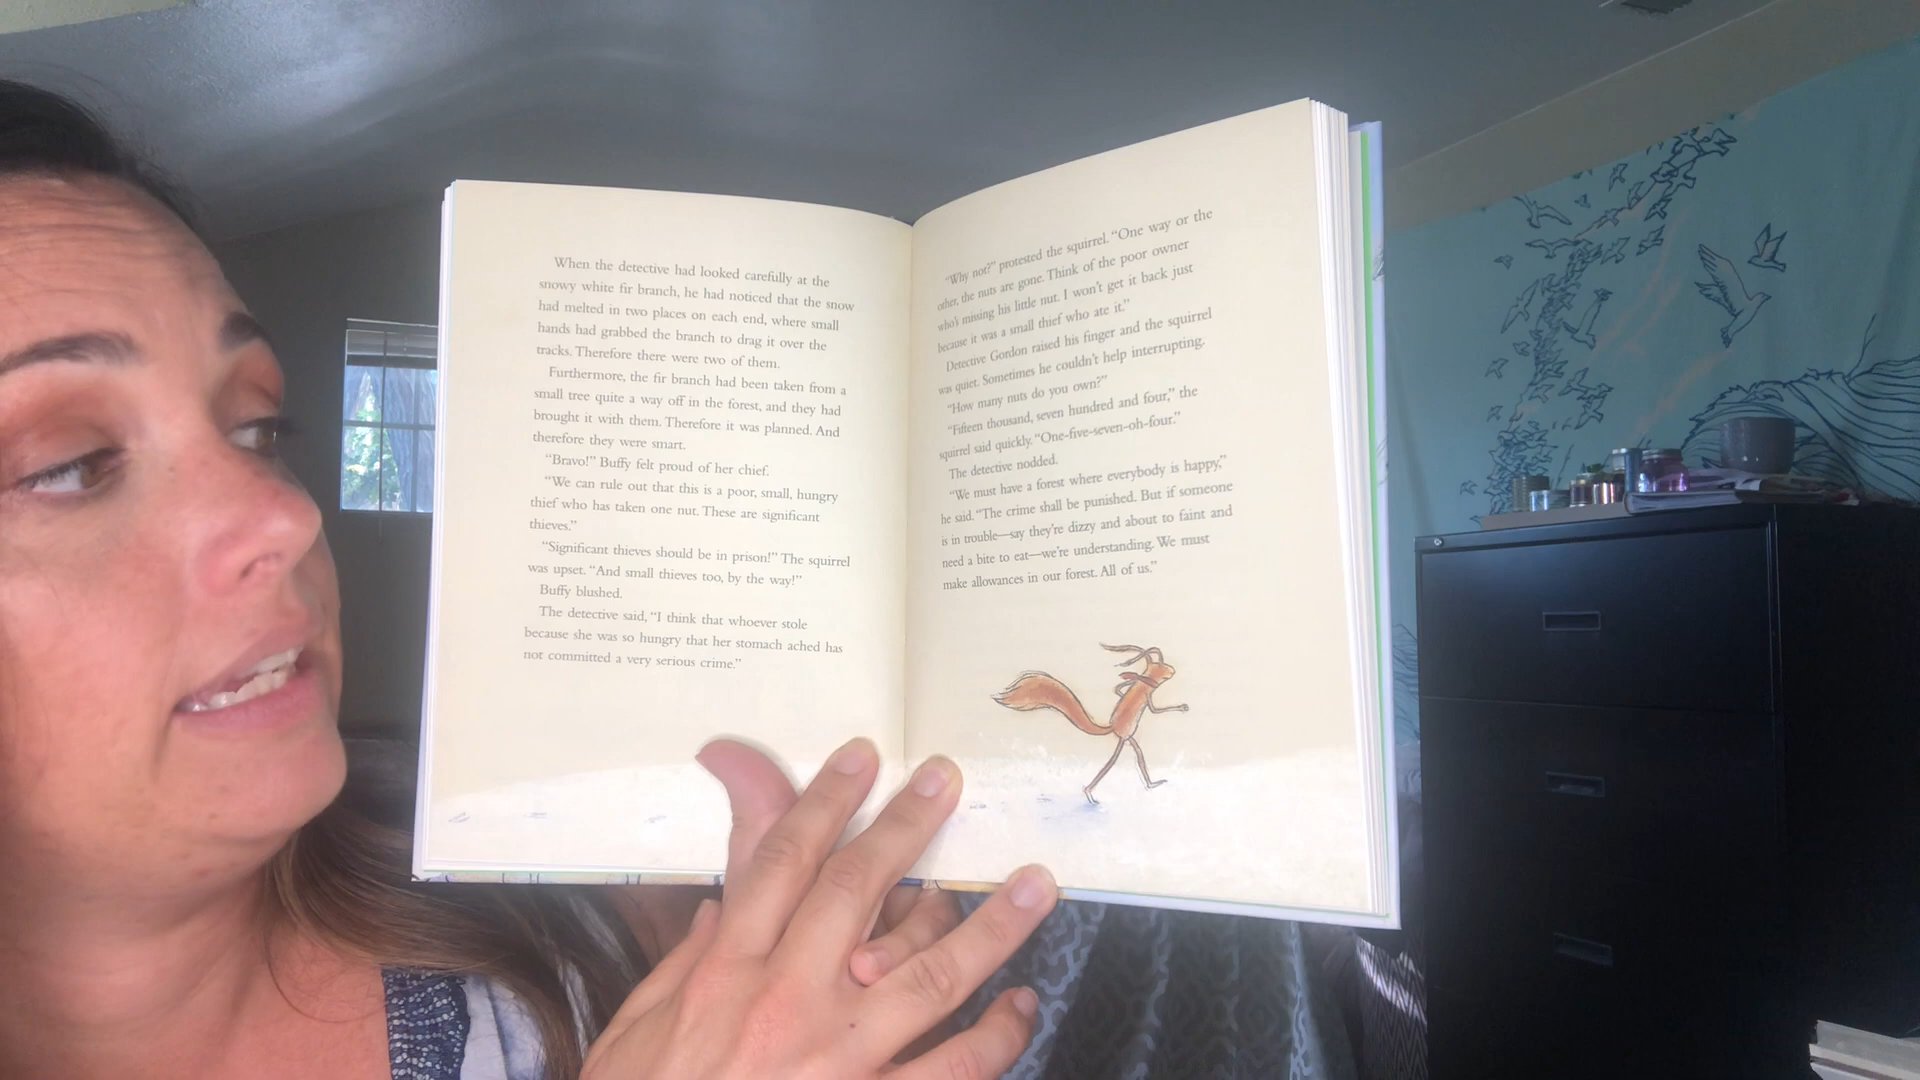 When the detective had looked carefully at the
snowy white fir branch, he had noticed that the snow
had melted in two places on each end, where small
hands had grabbed the branch to drag it over the
tracks. Therefore there were two of them.
Furthermore, the fir branch had been taken from a
small tree quite a way off in the forest, and they had
brought it with them. Therefore it was planned. And
therefore they were smart.
“Bravo!” Buffy felt proud of her chief.
“We can rule out that this is a poor, small, hungry
thief who has taken one nut. These are significant
thieves.”
“Significant thieves should be in prison!” The squirrel
was upset. “And small thieves too, by the way!”
Buffy blushed.
The detective said, “I think that whoever stole
because she was so hungry that her stomach ached has
not committed a very serious crime.”
“Why not?” protested the squirrel. “One way or the
other, the nuts are gone. Think of the poor owner
who’s missing his little nut. I won’t get it back just
because it was a small thief who ate it.”
Detective Gordon raised his finger and the squirrel
was quiet. Sometimes he couldn’t help interrupting.
“How many nuts do you own?”
“Fifteen thousand, seven hundred and four,” the
squirrel said quickly. “One-five-seven-oh-four.”
The detective nodded.
“We must have a forest where everybody is happy,”
he said. “The crime shall be punished. But if someone
is in trouble—say they’re dizzy and about to faint and
need a bite to eat—we’re understanding. We must
make allowances in our forest. All of us.”